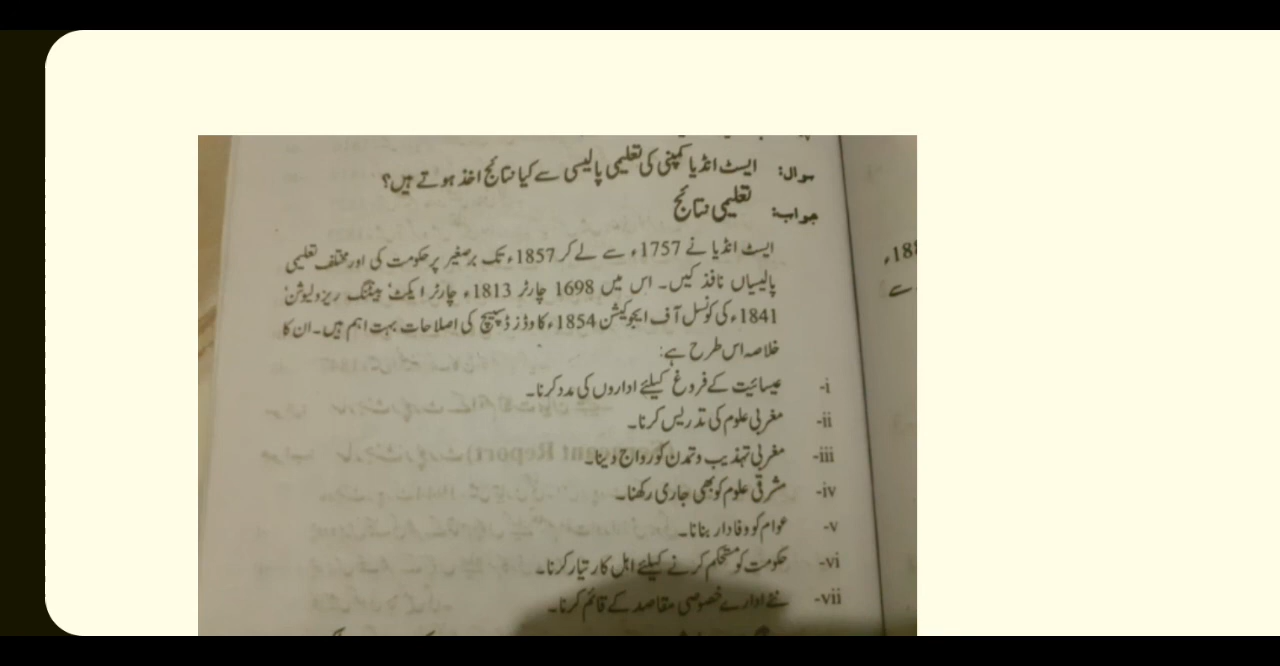 سوال: ایسٹ انڈیا کمپنی کی تعلیمی پالیسی سے کیا نتائج اخذ ہوتے ہیں؟
جواب: تعلیمی نتائج
ایسٹ انڈیا نے 1757ء سے لے کر 1857ء تک برصغیر پر حکومت کی اور مختلف تعلیمی
پالیسیاں نافذ کیں۔ اس میں 1698 چارٹر 1813ء چارٹر ایکٹ' ہیٹنگ ریزولیوشن'
1841ء کی کونسل آف ایجوکیشن 1854ء کا وڈز ڈسپیچ کی اصلاحات بہت اہم ہیں۔ ان کا
خلاصہ اس طرح ہے:
i- عیسائیت کے فروغ کیلئے اداروں کی مدد کرنا۔
ii- مغربی علوم کی تدریس کرنا۔
iii- مغربی تہذیب و تمدن کو رواج دینا۔
iv- مشرقی علوم کو بھی جاری رکھنا۔
v- عوام کو وفادار بنانا۔
vi- حکومت کو مستحکم کرنے کیلئے اہل کار تیار کرنا۔
vii- نئے ادارے خصوصی مقاصد کے قائم کرنا۔
سے